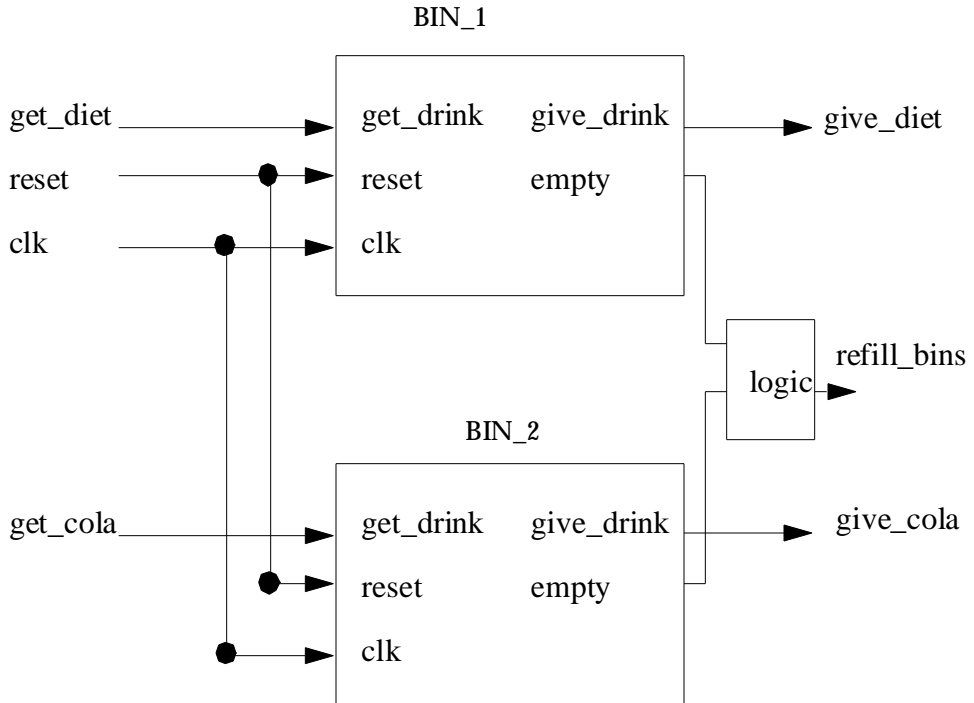 BIN_1
get_diet
get_drink
give_drink
give_diet
reset
reset
empty
clk
clk
refill_bins
logic
BIN_2
get_cola
get_drink
give_drink
give_cola
reset
empty
clk